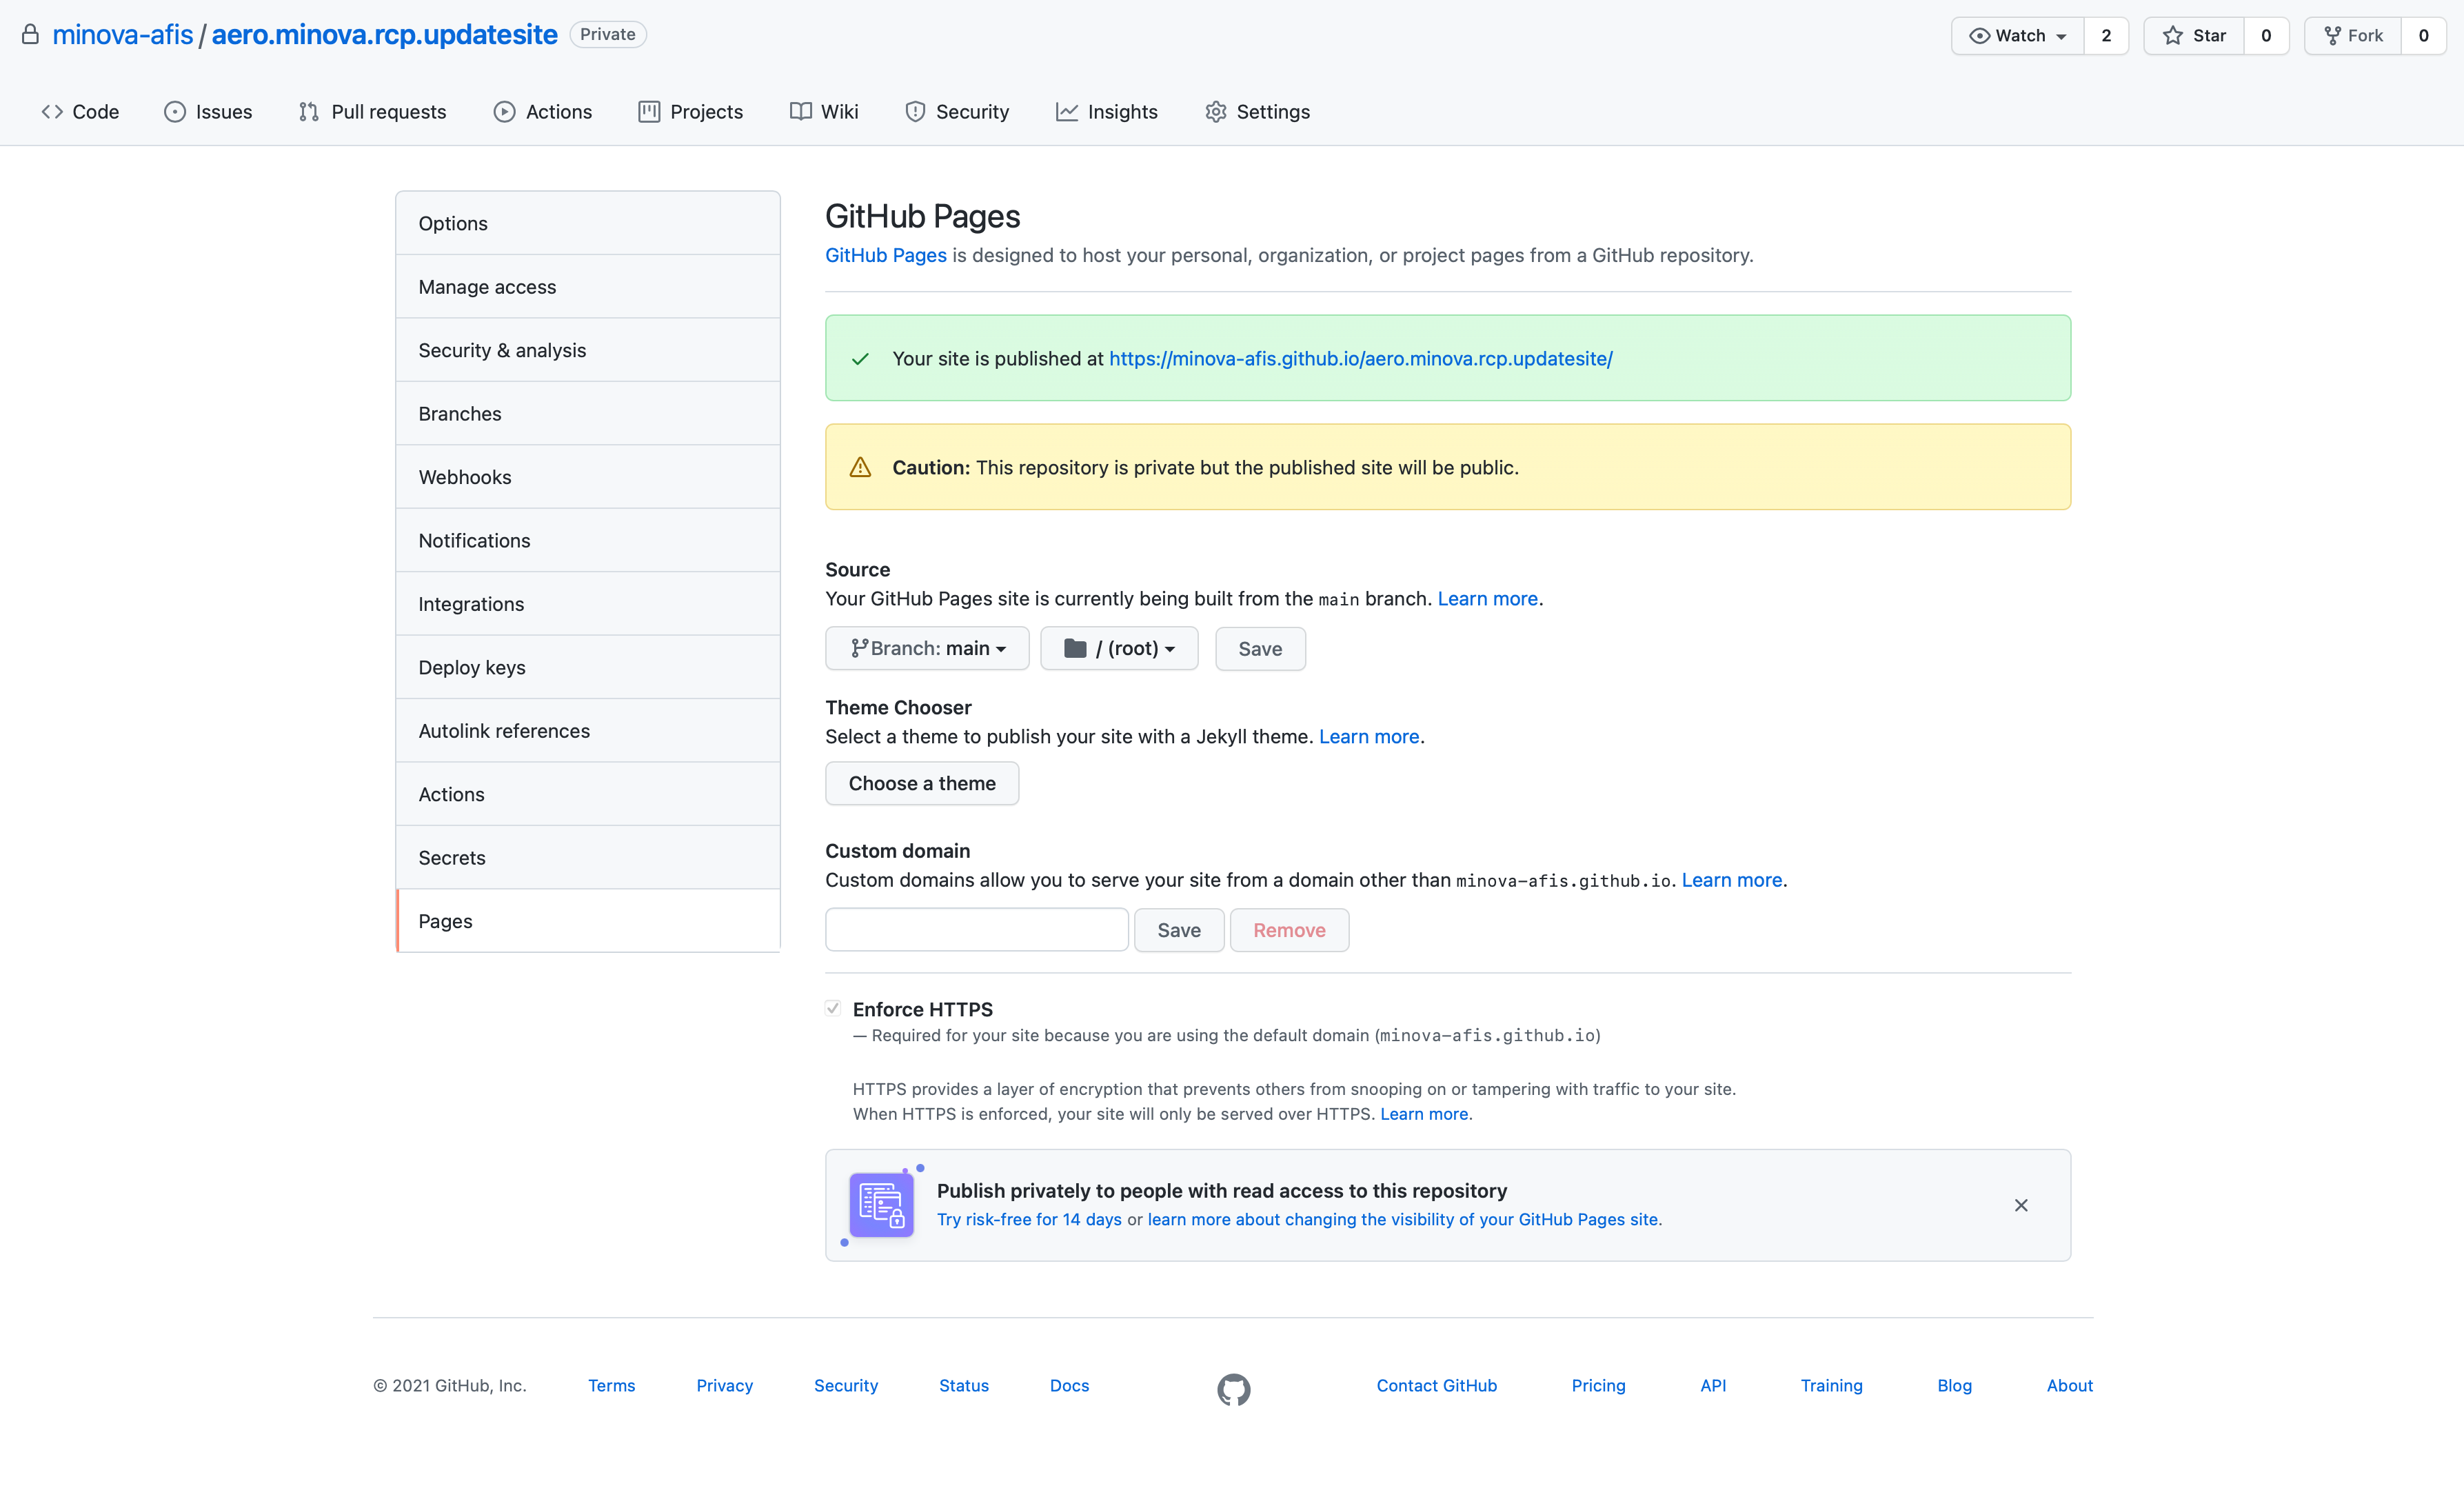 minova-afis / aero.minova.rcp.updatesite Private
Watch 2 Star 0 Fork 0
Code Issues Pull requests Actions Projects Wiki Security Insights Settings
Options
Manage access
Security & analysis
Branches
Webhooks
Notifications
Integrations
Deploy keys
Autolink references
Actions
Secrets
Pages
GitHub Pages
GitHub Pages is designed to host your personal, organization, or project pages from a GitHub repository.
Your site is published at https://minova-afis.github.io/aero.minova.rcp.updatesite/
Caution: This repository is private but the published site will be public.
Source
Your GitHub Pages site is currently being built from the main branch. Learn more.
Branch: main / (root) Save
Theme Chooser
Select a theme to publish your site with a Jekyll theme. Learn more.
Choose a theme
Custom domain
Custom domains allow you to serve your site from a domain other than minova-afis.github.io. Learn more.
Save Remove
Enforce HTTPS
— Required for your site because you are using the default domain (minova-afis.github.io)
HTTPS provides a layer of encryption that prevents others from snooping on or tampering with traffic to your site.
When HTTPS is enforced, your site will only be served over HTTPS. Learn more.
Publish privately to people with read access to this repository
Try risk-free for 14 days or learn more about changing the visibility of your GitHub Pages site.
© 2021 GitHub, Inc. Terms Privacy Security Status Docs Contact GitHub Pricing API Training Blog About